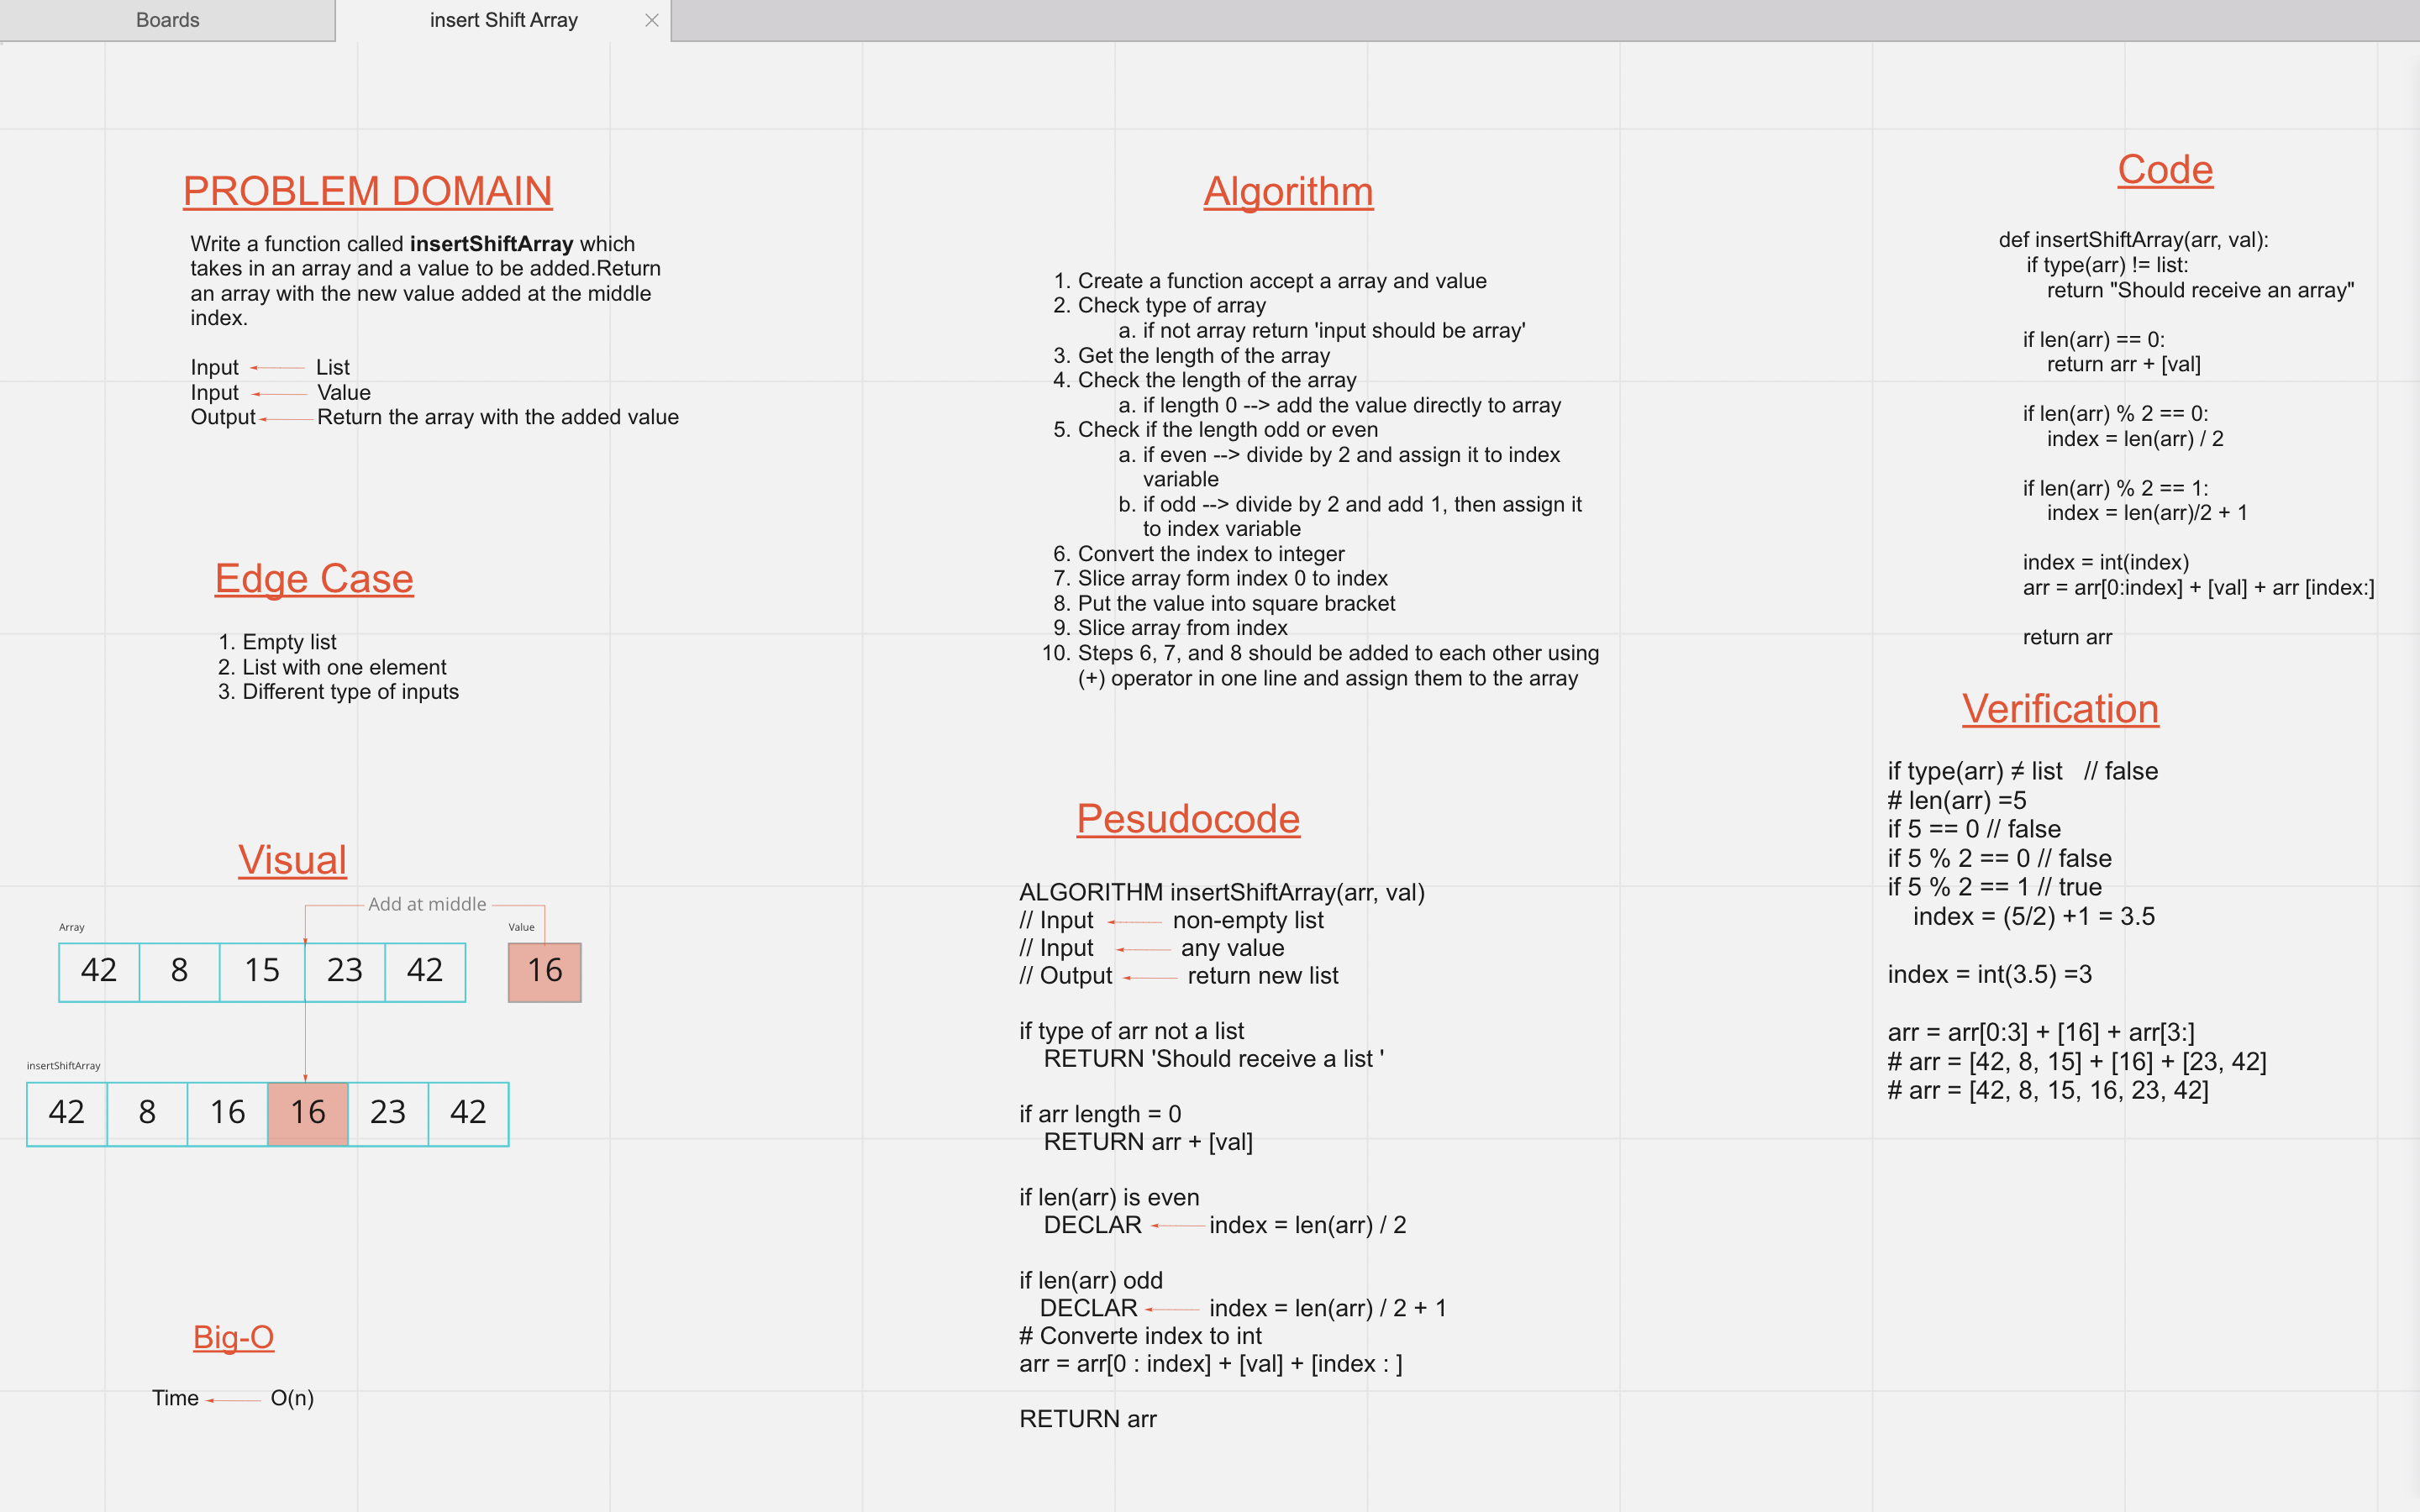 Boards
insert Shift Array
PROBLEM DOMAIN
Write a function called insertShiftArray which
takes in an array and a value to be added.Return
an array with the new value added at the middle
index.
Input List
Input Value
Output Return the array with the added value
Edge Case
1. Empty list
2. List with one element
3. Different type of inputs
Visual
Add at middle
Array
Value
42 8 15 23 42 16
insertShiftArray
42 8 16 16 23 42
Big-O
Time O(n)
Algorithm
1. Create a function accept a array and value
2. Check type of array
a. if not array return 'input should be array'
3. Get the length of the array
4. Check the length of the array
a. if length 0 --> add the value directly to array
5. Check if the length odd or even
a. if even --> divide by 2 and assign it to index
variable
b. if odd --> divide by 2 and add 1, then assign it
to index variable
6. Convert the index to integer
7. Slice array form index 0 to index
8. Put the value into square bracket
9. Slice array from index
10. Steps 6, 7, and 8 should be added to each other using
(+) operator in one line and assign them to the array
Pesudocode
ALGORITHM insertShiftArray(arr, val)
// Input non-empty list
// Input any value
// Output return new list
if type of arr not a list
RETURN 'Should receive a list '
if arr length = 0
RETURN arr + [val]
if len(arr) is even
DECLAR index = len(arr) / 2
if len(arr) odd
DECLAR index = len(arr) / 2 + 1
# Converte index to int
arr = arr[0 : index] + [val] + [index : ]
RETURN arr
Code
def insertShiftArray(arr, val):
if type(arr) != list:
return "Should receive an array"
if len(arr) == 0:
return arr + [val]
if len(arr) % 2 == 0:
index = len(arr) / 2
if len(arr) % 2 == 1:
index = len(arr)/2 + 1
index = int(index)
arr = arr[0:index] + [val] + arr [index:]
return arr
Verification
if type(arr) ≠ list // false
# len(arr) =5
if 5 == 0 // false
if 5 % 2 == 0 // false
if 5 % 2 == 1 // true
index = (5/2) +1 = 3.5
index = int(3.5) =3
arr = arr[0:3] + [16] + arr[3:]
# arr = [42, 8, 15] + [16] + [23, 42]
# arr = [42, 8, 15, 16, 23, 42]